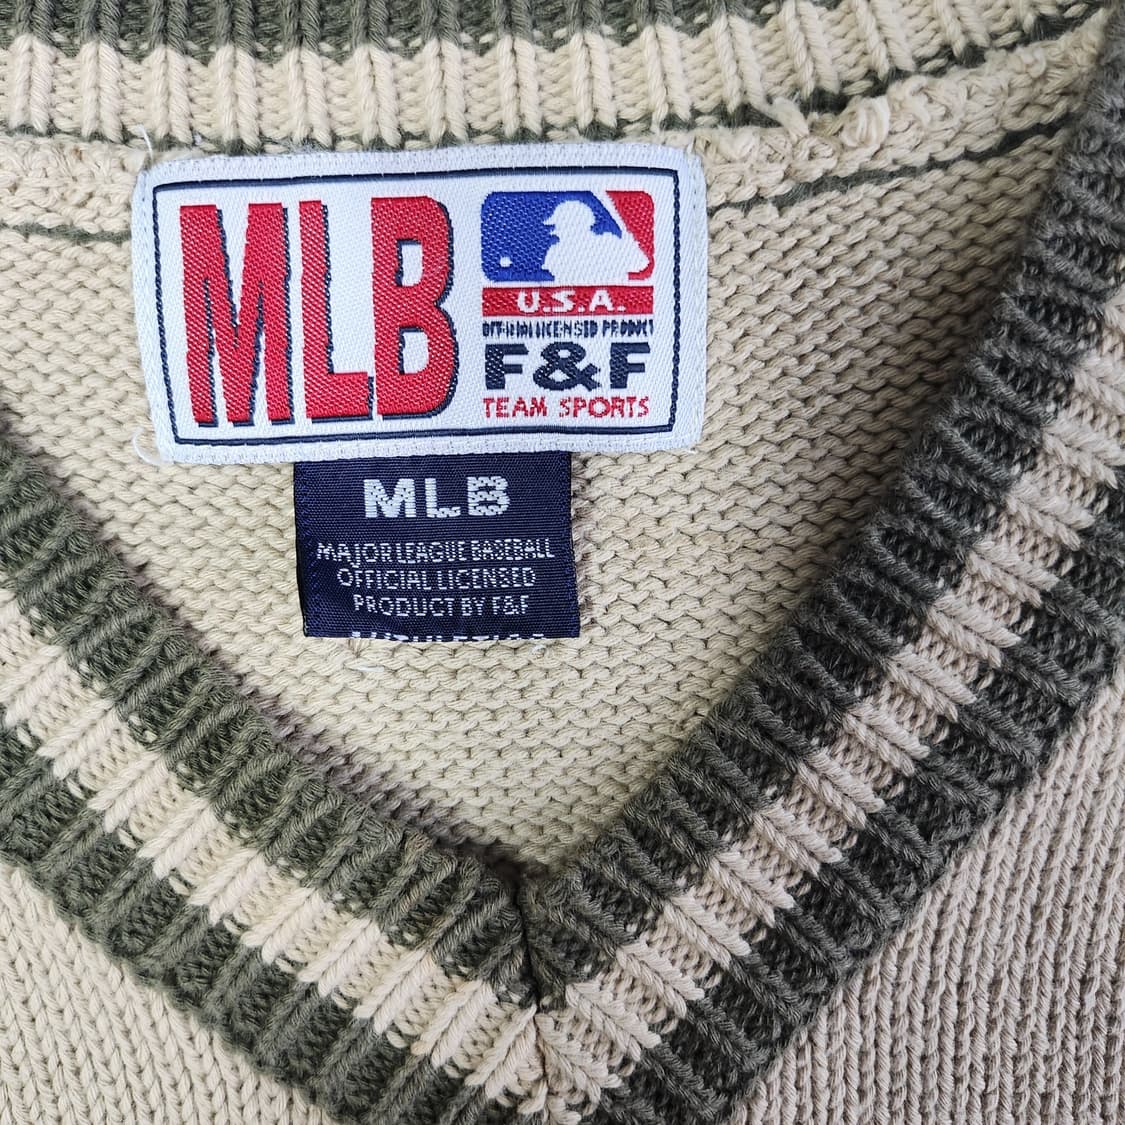 MLB
U.S.A.
OFFICIAL LICENSED PRODUCT
F&F
TEAM SPORTS
MLB
MAJOR LEAGUE BASEBALL
OFFICIAL LICENSED
PRODUCT BY F&F